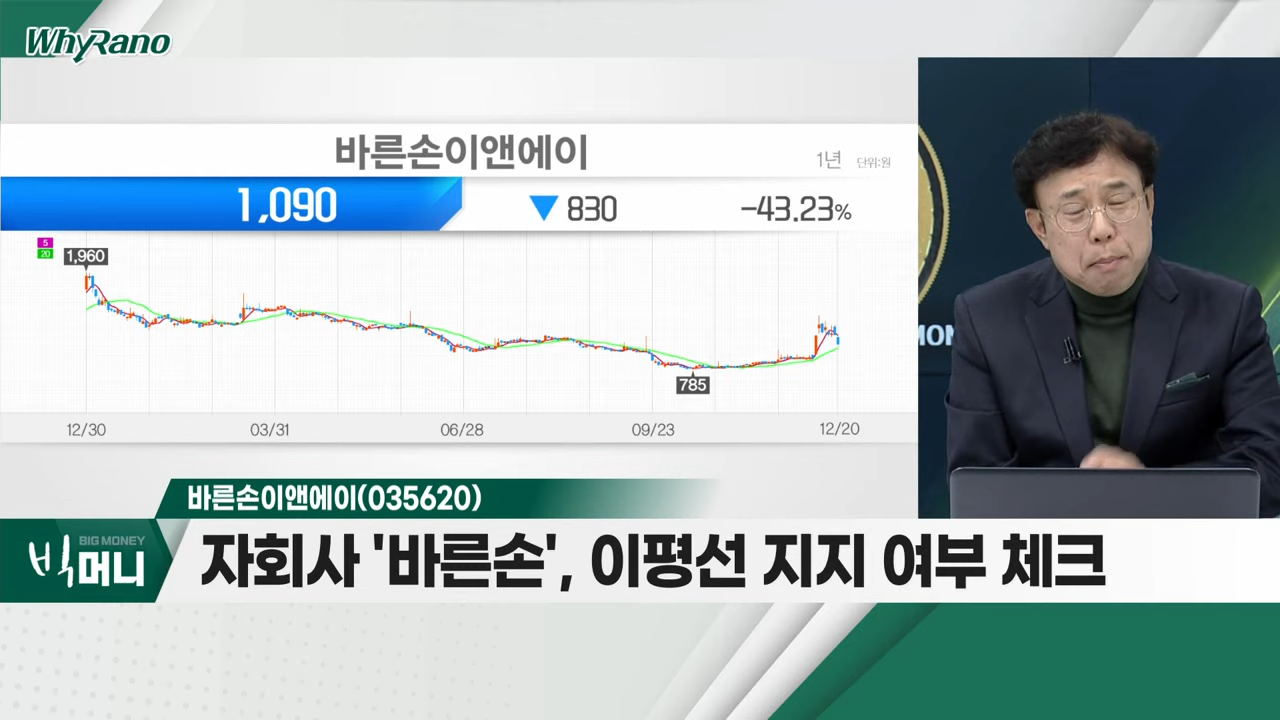 WhyRano
바른손이앤에이
1년 단위:원
1,090 ▼ 830 -43.23%
5
20
1,960
785
12/30 03/31 06/28 09/23 12/20
MON
바른손이앤에이(035620)
BIG MONEY
빅머니
자회사 '바른손', 이평선 지지 여부 체크